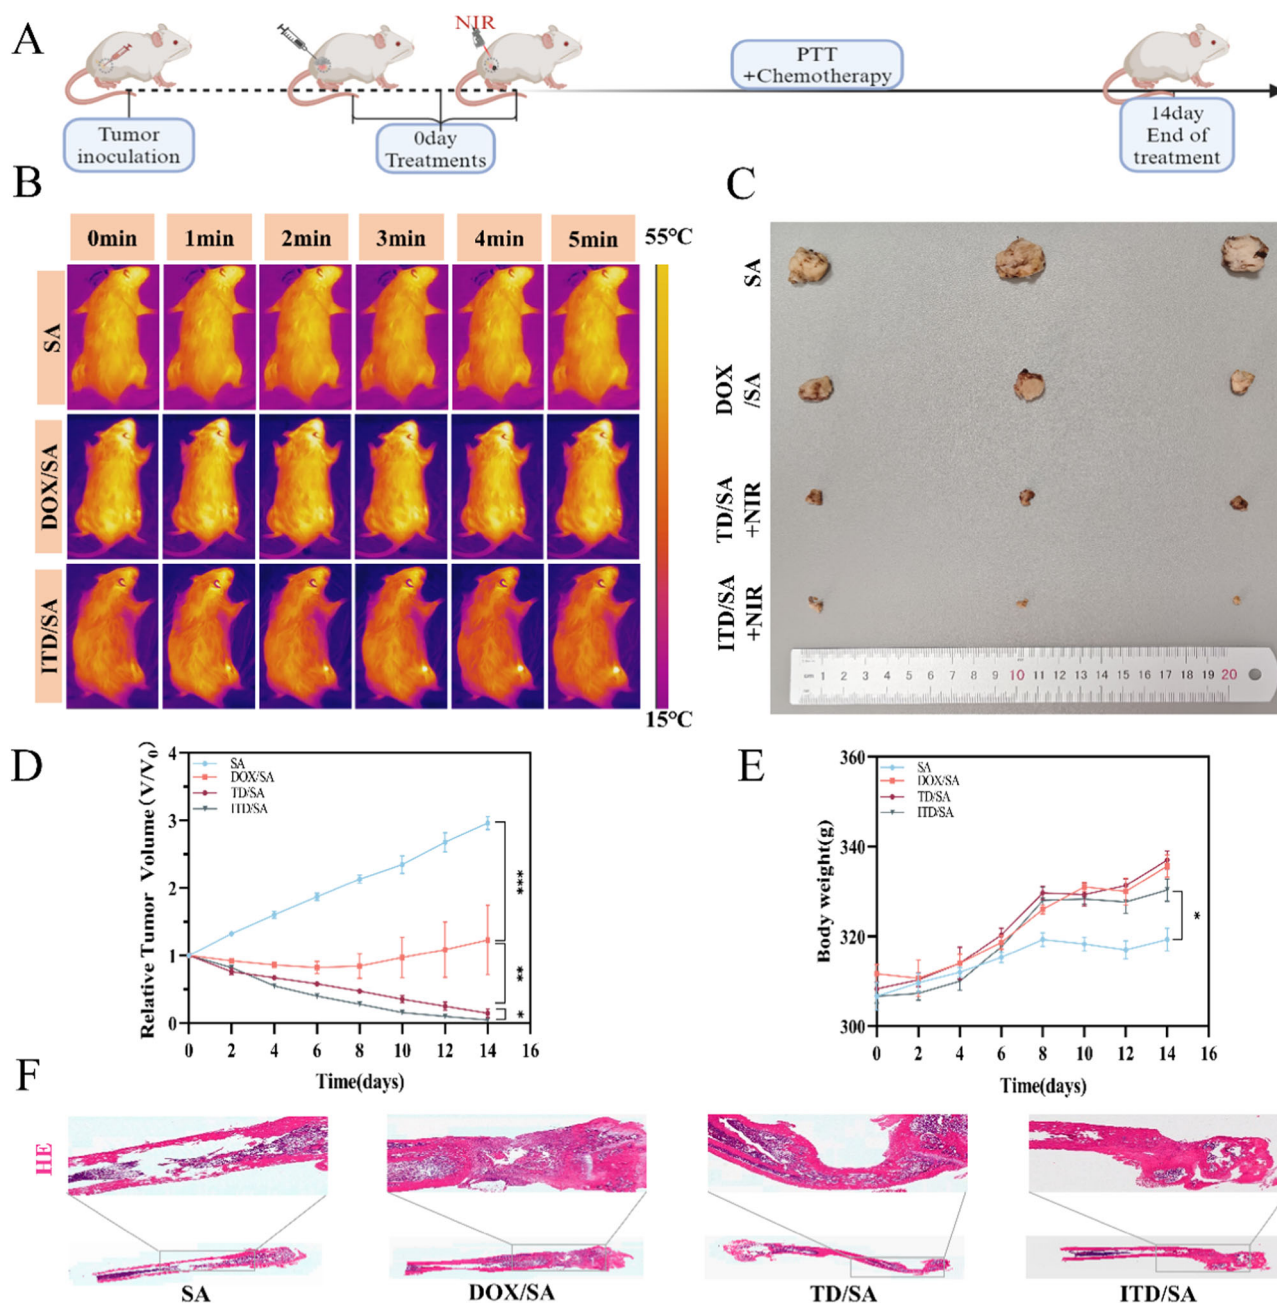 A
NIR
Tumor
inoculation
0day
Treatments
PTT
+Chemotherapy
14day
End of
treatment
B
0min 1min 2min 3min 4min 5min
55℃
SA
DOX/SA
ITD/SA
15℃
C
SA
DOX
/SA
TD/SA
+NIR
ITD/SA
+NIR
cm 1 2 3 4 5 6 7 8 9 10 11 12 13 14 15 16 17 18 19 20
D
Relative Tumor Volume(V/V0)
4
3
2
1
0
SA
DOX/SA
TD/SA
ITD/SA
***
**
*
0 2 4 6 8 10 12 14 16
Time(days)
E
Body weight(g)
360
340
320
300
SA
DOX/SA
TD/SA
ITD/SA
*
0 2 4 6 8 10 12 14 16
Time(days)
F
HE
SA
DOX/SA
TD/SA
ITD/SA